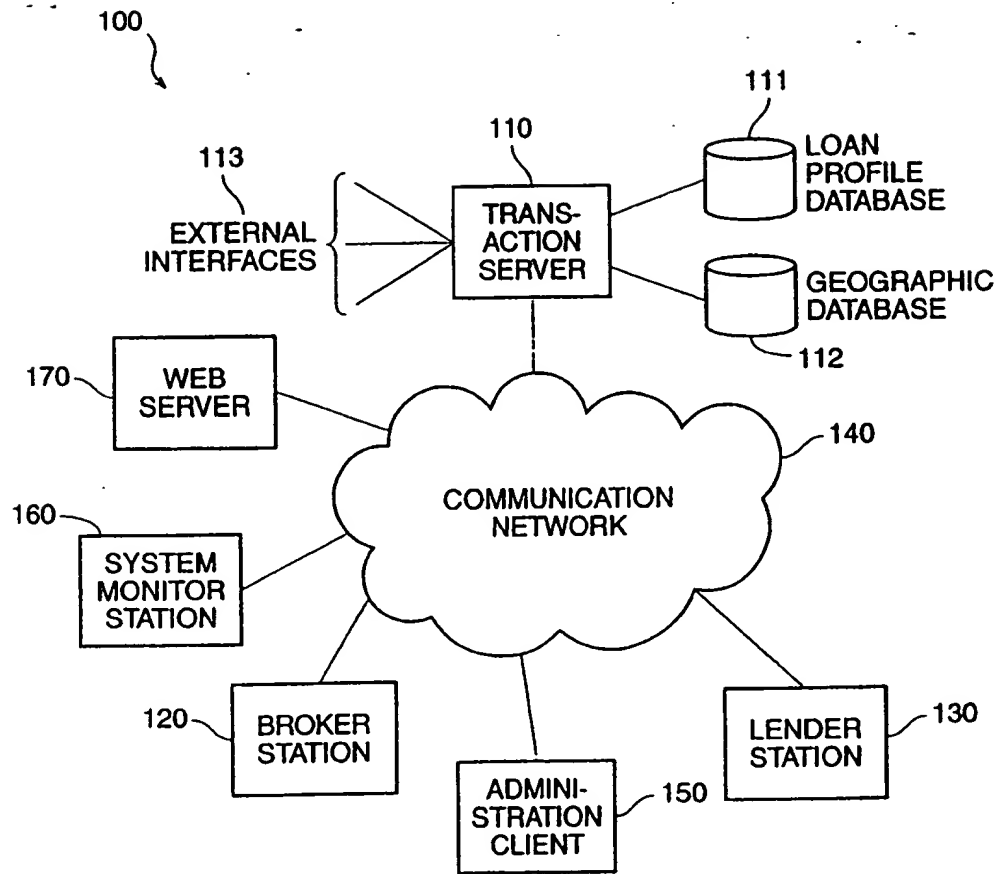 100
111
110
LOAN
PROFILE
DATABASE
113
TRANS-
ACTION
SERVER
EXTERNAL
INTERFACES
GEOGRAPHIC
DATABASE
112
170
WEB
SERVER
140
COMMUNICATION
NETWORK
160
SYSTEM
MONITOR
STATION
120
BROKER
STATION
130
LENDER
STATION
150
ADMINI-
STRATION
CLIENT